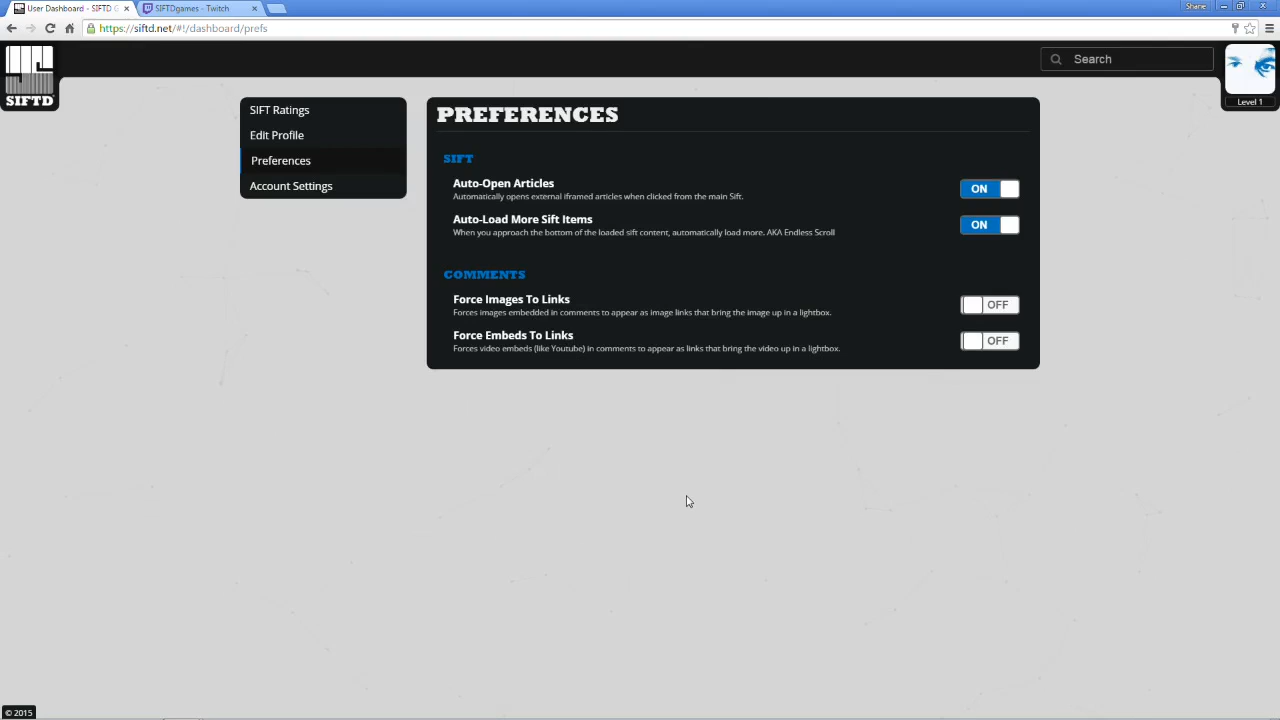 User Dashboard - SIFTD G
SIFTDgames - Twitch
Shane
https://siftd.net/#!/dashboard/prefs
SIFTD
Search
Level 1
SIFT Ratings
Edit Profile
Preferences
Account Settings
PREFERENCES
SIFT
Auto-Open Articles
ON
Automatically opens external iframed articles when clicked from the main Sift.
Auto-Load More Sift Items
ON
When you approach the bottom of the loaded sift content, automatically load more. AKA Endless Scroll
COMMENTS
Force Images To Links
OFF
Forces images embedded in comments to appear as image links that bring the image up in a lightbox.
Force Embeds To Links
OFF
Forces video embeds (like Youtube) in comments to appear as links that bring the video up in a lightbox.
© 2015